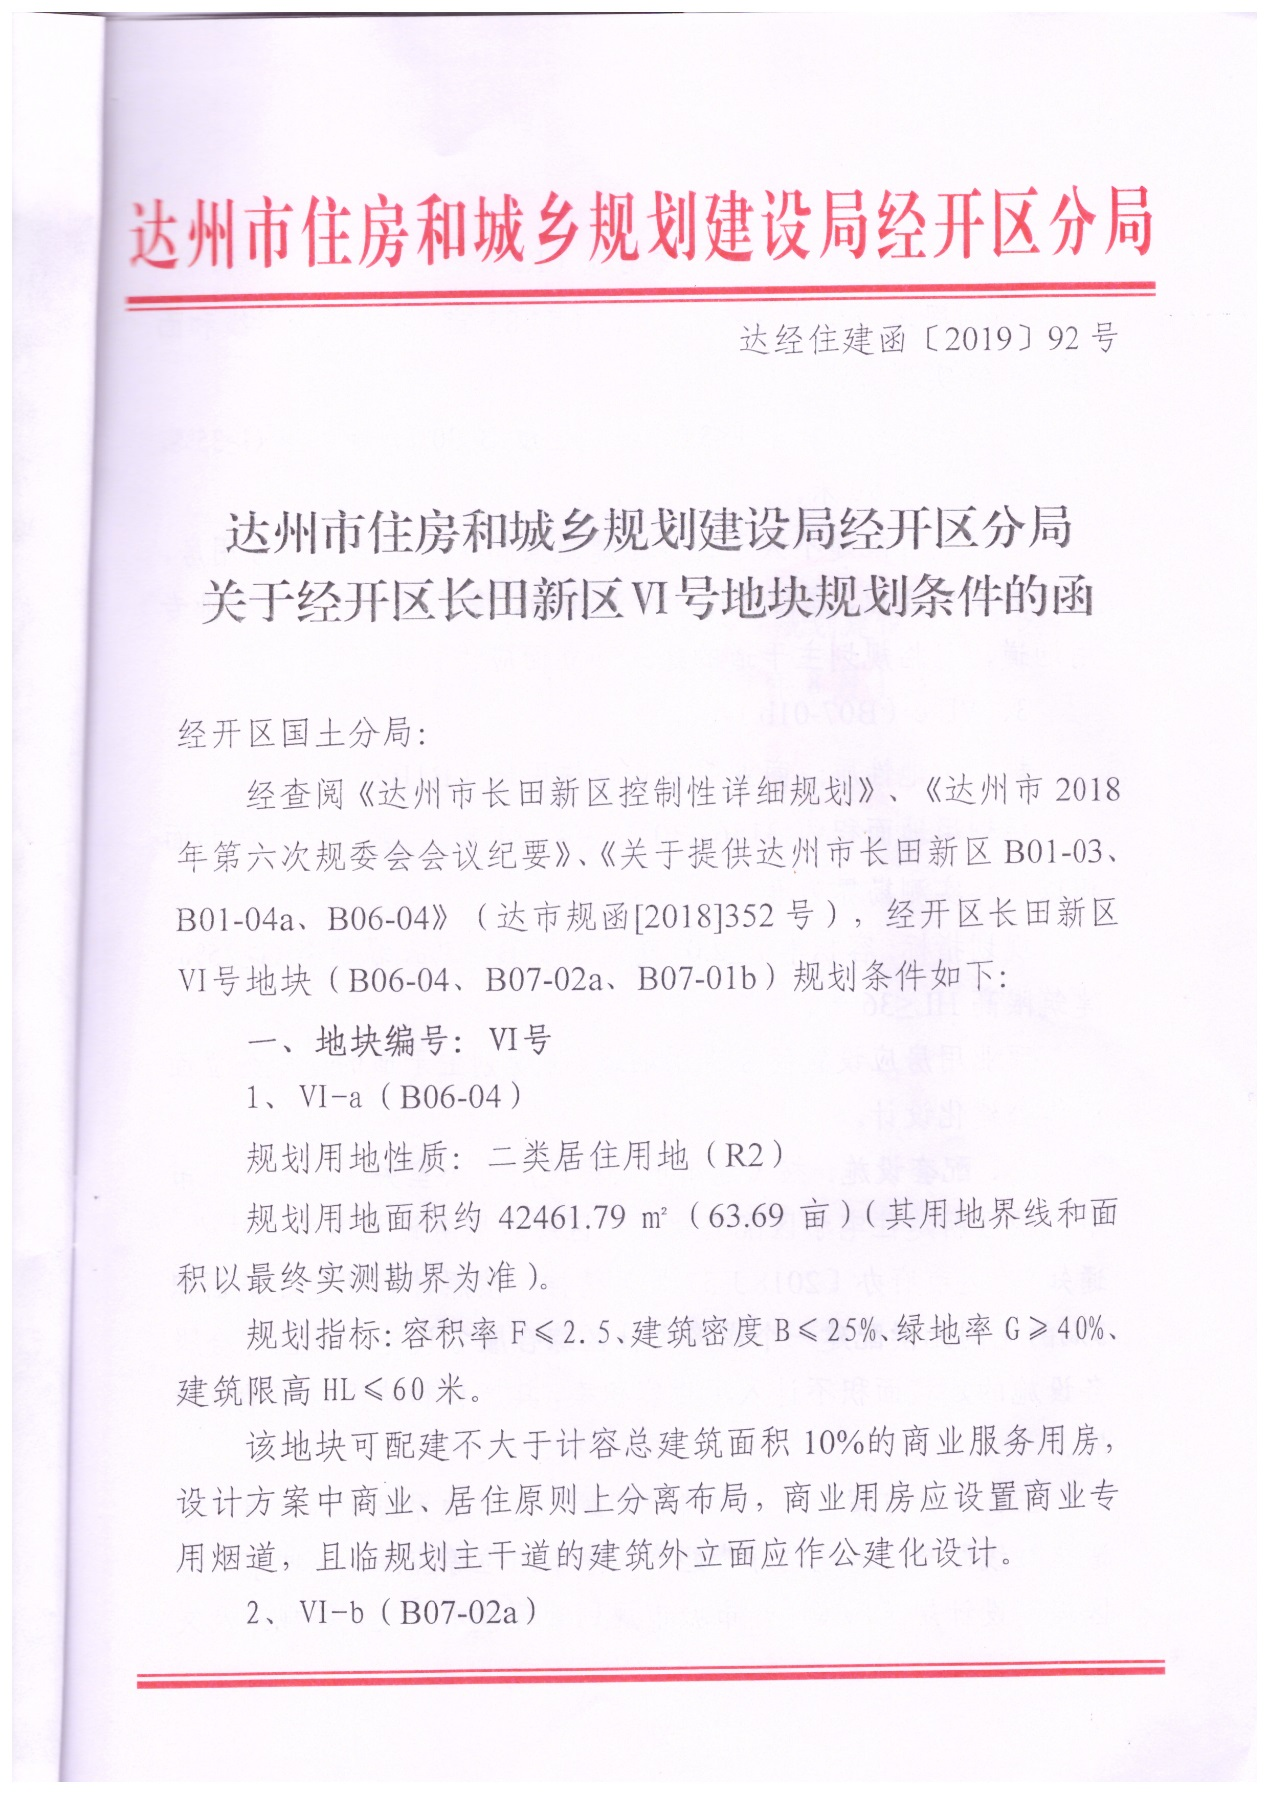 达州市住房和城乡规划建设局经开区分局
达经住建函〔2019〕92号
达州市住房和城乡规划建设局经开区分局
关于经开区长田新区Ⅵ号地块规划条件的函
经开区国土分局:
经查阅《达州市长田新区控制性详细规划》、《达州市2018
年第六次规委会会议纪要》、《关于提供达州市长田新区B01-03、
B01-04a、B06-04》（达市规函[2018]352号），经开区长田新区
Ⅵ号地块（B06-04、B07-02a、B07-01b）规划条件如下:
一、地块编号: Ⅵ号
1、Ⅵ-a（B06-04）
规划用地性质: 二类居住用地（R2）
规划用地面积约 42461.79 ㎡（63.69 亩）（其用地界线和面
积以最终实测勘界为准）。
规划指标: 容积率F≤2.5、建筑密度B≤25%、绿地率G≥40%、
建筑限高HL≤60米。
该地块可配建不大于计容总建筑面积10%的商业服务用房，
设计方案中商业、居住原则上分离布局，商业用房应设置商业专
用烟道，且临规划主干道的建筑外立面应作公建化设计。
2、Ⅵ-b（B07-02a）